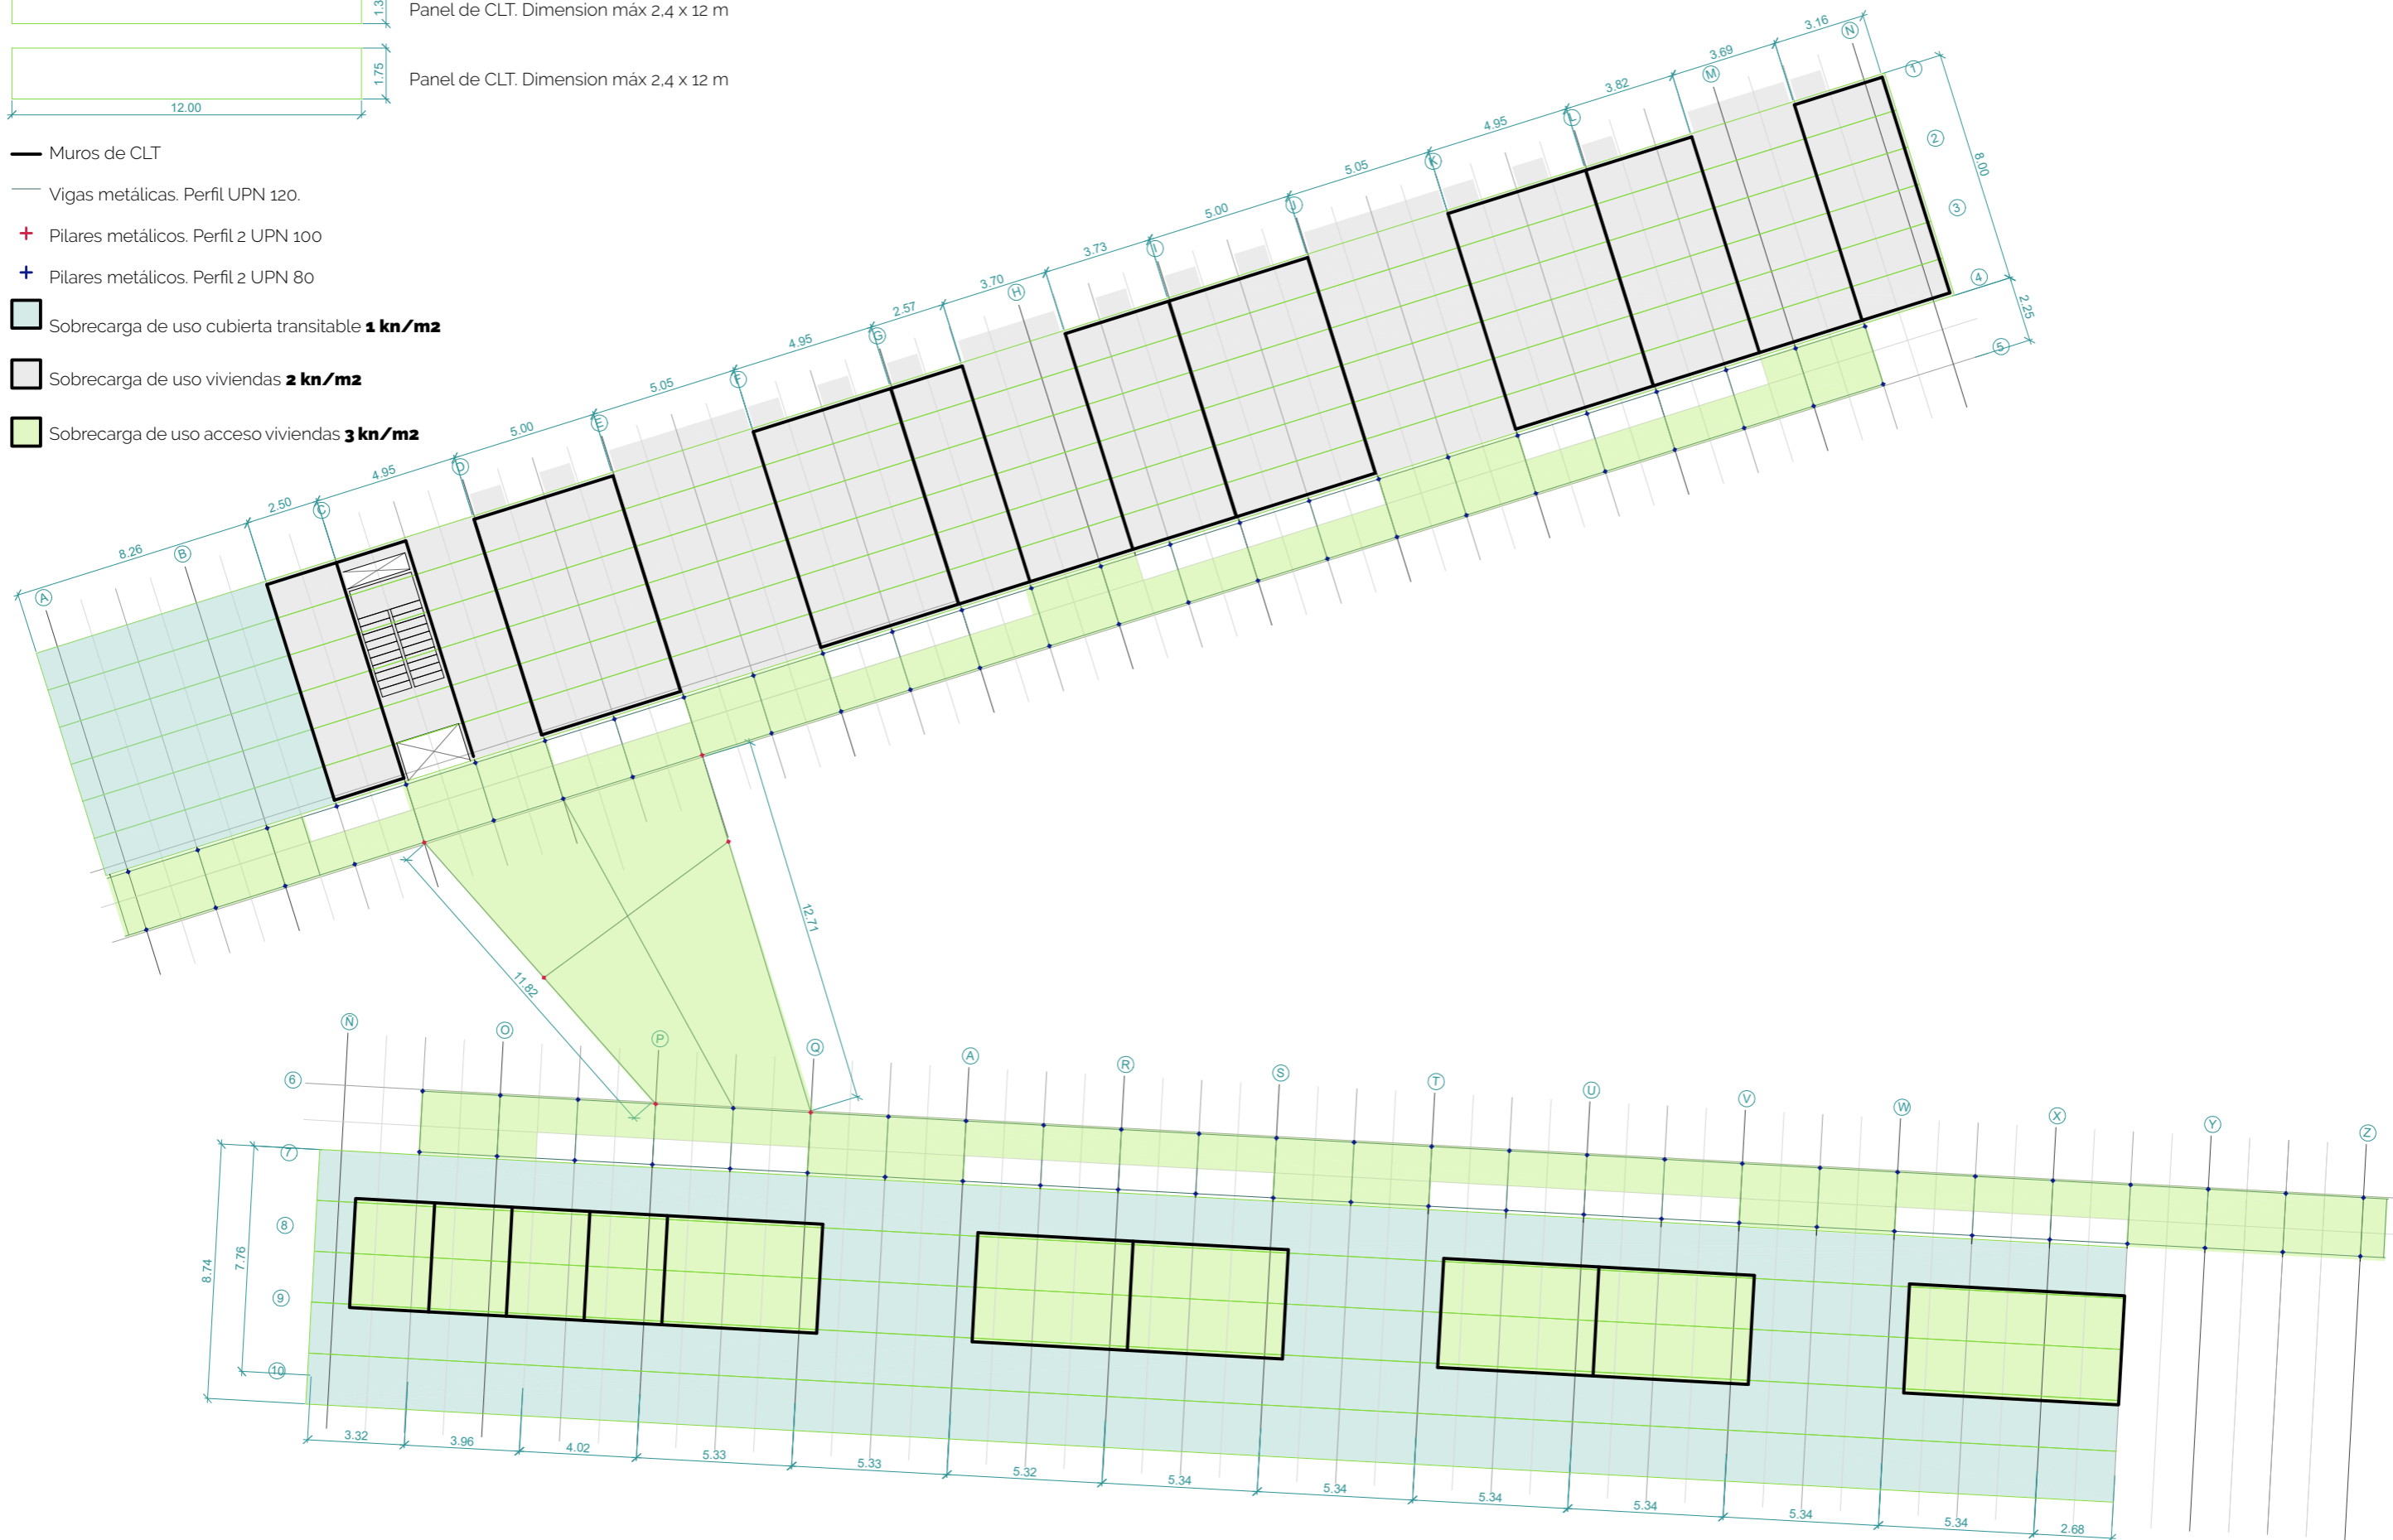 Panel de CLT. Dimension máx 2,4 x 12 m
1.75
Panel de CLT. Dimension máx 2,4 x 12 m
12.00
Muros de CLT
Vigas metálicas. Perfil UPN 120.
Pilares metálicos. Perfil 2 UPN 100
Pilares metálicos. Perfil 2 UPN 80
Sobrecarga de uso cubierta transitable 1 kn/m2
Sobrecarga de uso viviendas 2 kn/m2
Sobrecarga de uso acceso viviendas 3 kn/m2
8.26
2.50
4.95
5.00
5.05
4.95
2.57
3.70
3.73
5.00
5.05
4.95
3.82
3.69
3.16
A
B
C
D
E
F
G
H
I
J
K
L
M
N
1
2
3
4
5
8.00
2.25
11.82
12.71
Ñ
O
P
Q
A
R
S
T
U
V
W
X
Y
Z
6
7
8
9
10
8.74
7.76
3.32
3.96
4.02
5.33
5.33
5.32
5.34
5.34
5.34
5.34
5.34
5.34
2.68